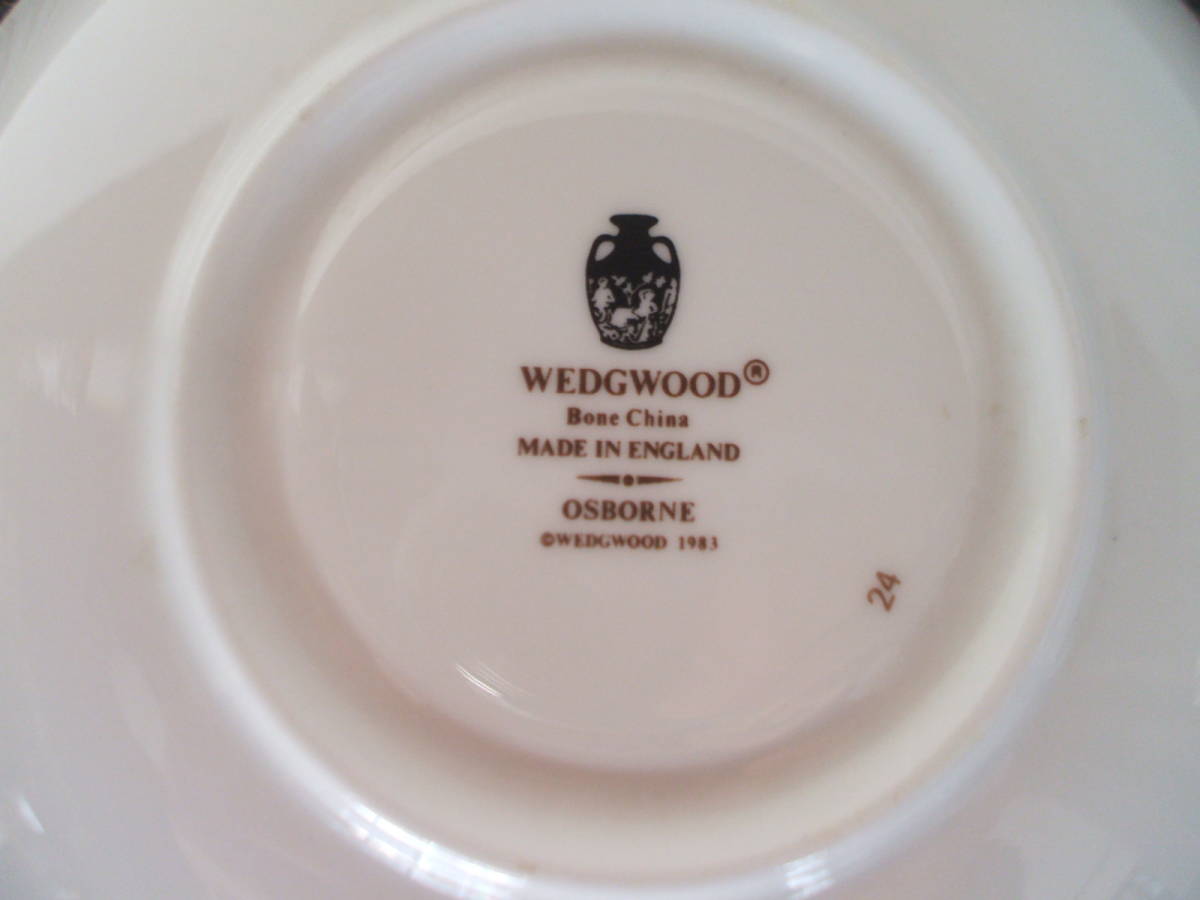 WEDGWOOD®
Bone China
MADE IN ENGLAND
OSBORNE
©WEDGWOOD 1983
24